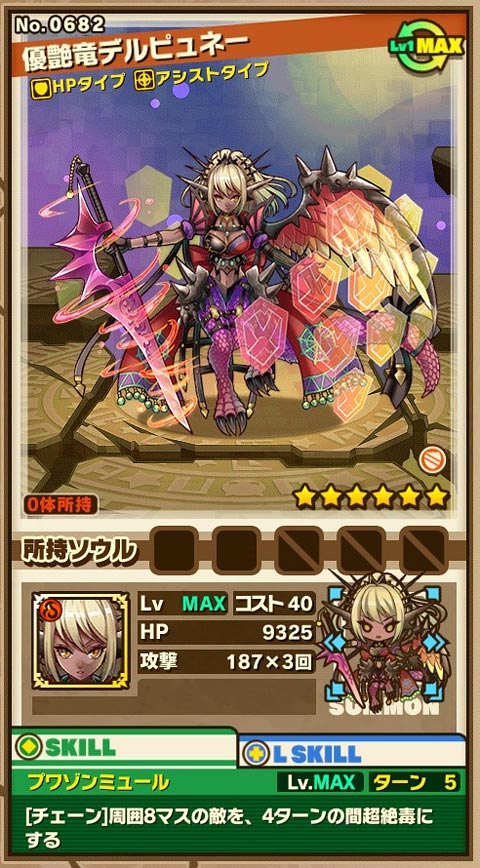 No.0682
優艶竜デルピュネー
Lv1 MAX
HPタイプ アシストタイプ
0体所持
所持ソウル
Lv MAX コスト 40
HP 9325
攻撃 187×3回
SUMMON
SKILL
L SKILL
プワゾンミュール Lv.MAX ターン 5
[チェーン]周囲8マスの敵を、4ターンの間超絶毒に
する